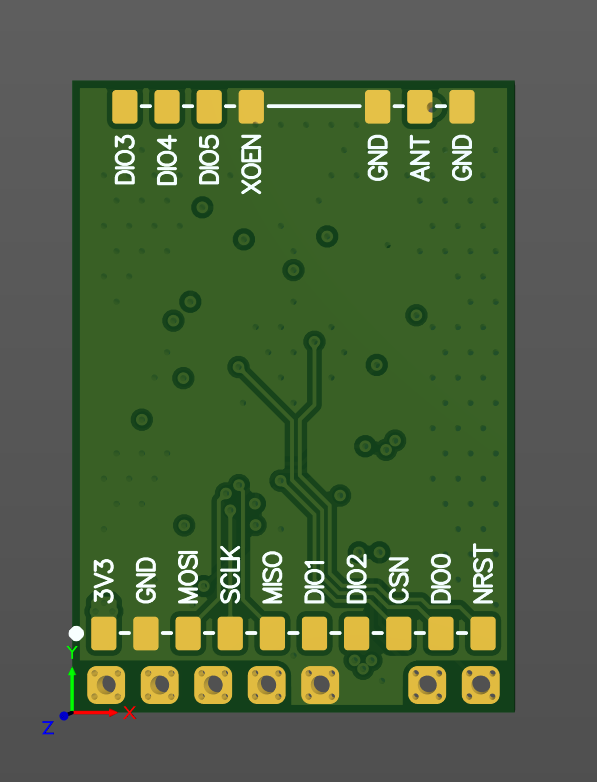 DIO3
DIO4
DIO5
XOEN
GND
ANT
GND
3V3
GND
MOSI
SCLK
MISO
DIO1
DIO2
CSN
DIO0
NRST
Y
X
Z